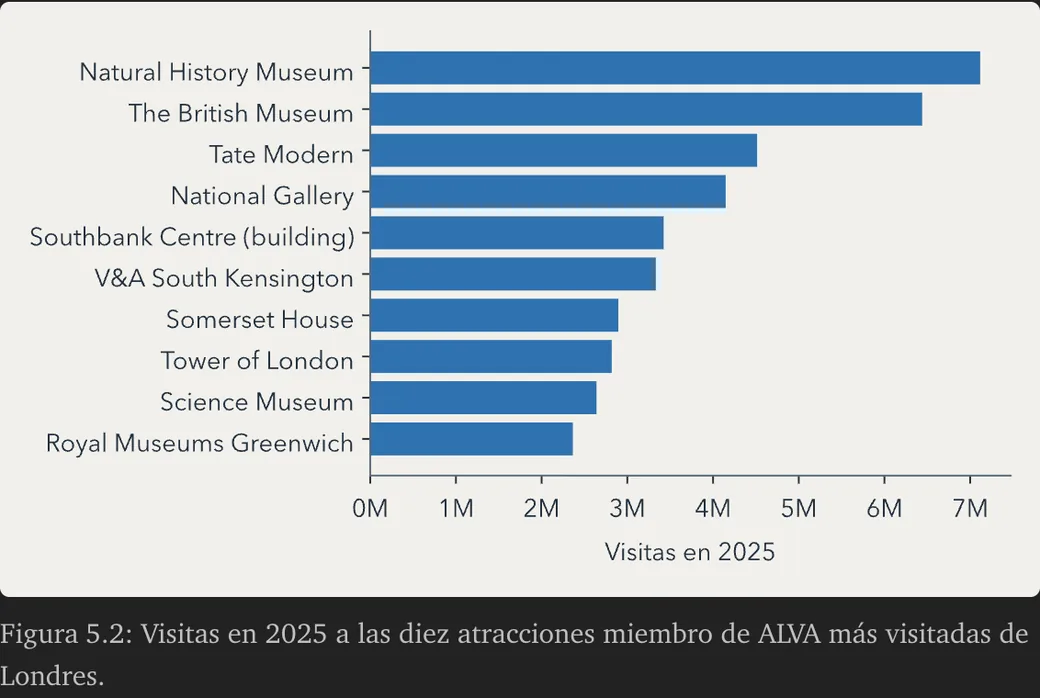 Natural History Museum
The British Museum
Tate Modern
National Gallery
Southbank Centre (building)
V&A South Kensington
Somerset House
Tower of London
Science Museum
Royal Museums Greenwich
0M 1M 2M 3M 4M 5M 6M 7M
Visitas en 2025
Figura 5.2: Visitas en 2025 a las diez atracciones miembro de ALVA más visitadas de
Londres.